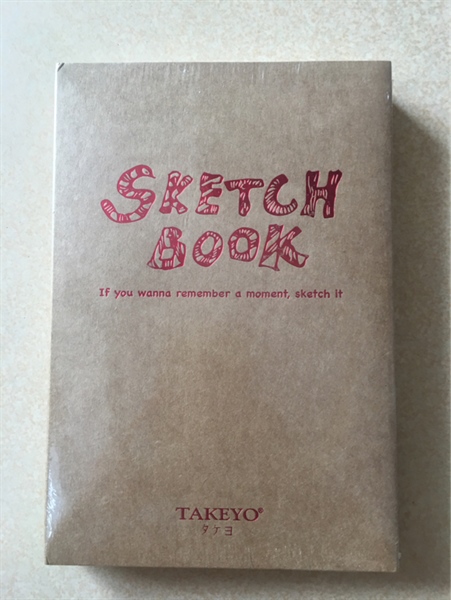 SKETCH
BOOK
If you wanna remember a moment, sketch it
TAKEYO®
タケヨ